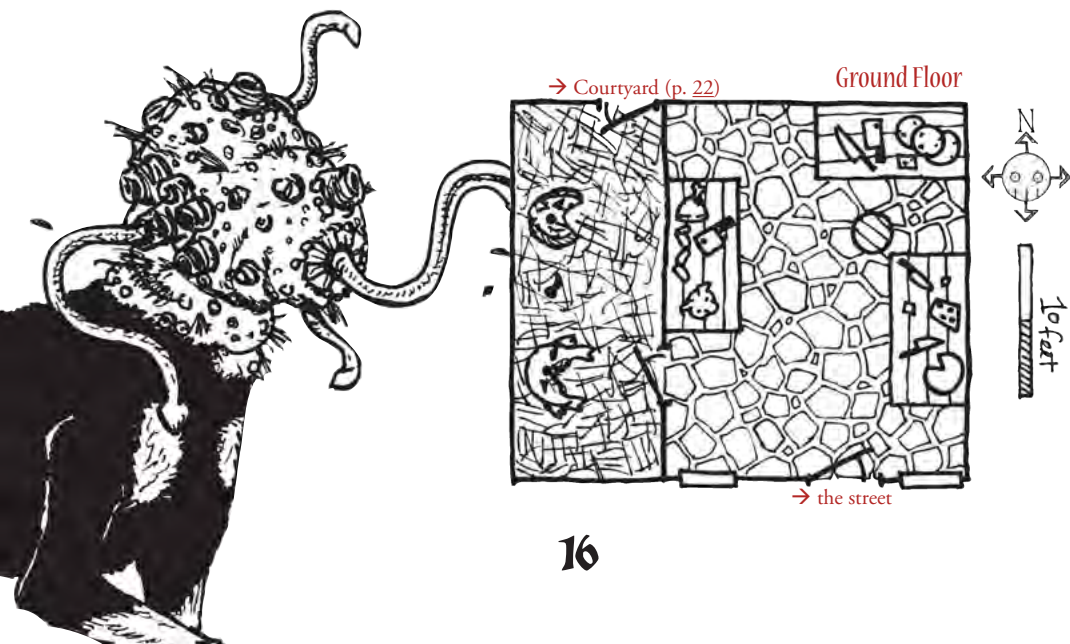 Ground Floor
→ Courtyard (p. 22)
N
10 feet
→ the street
16